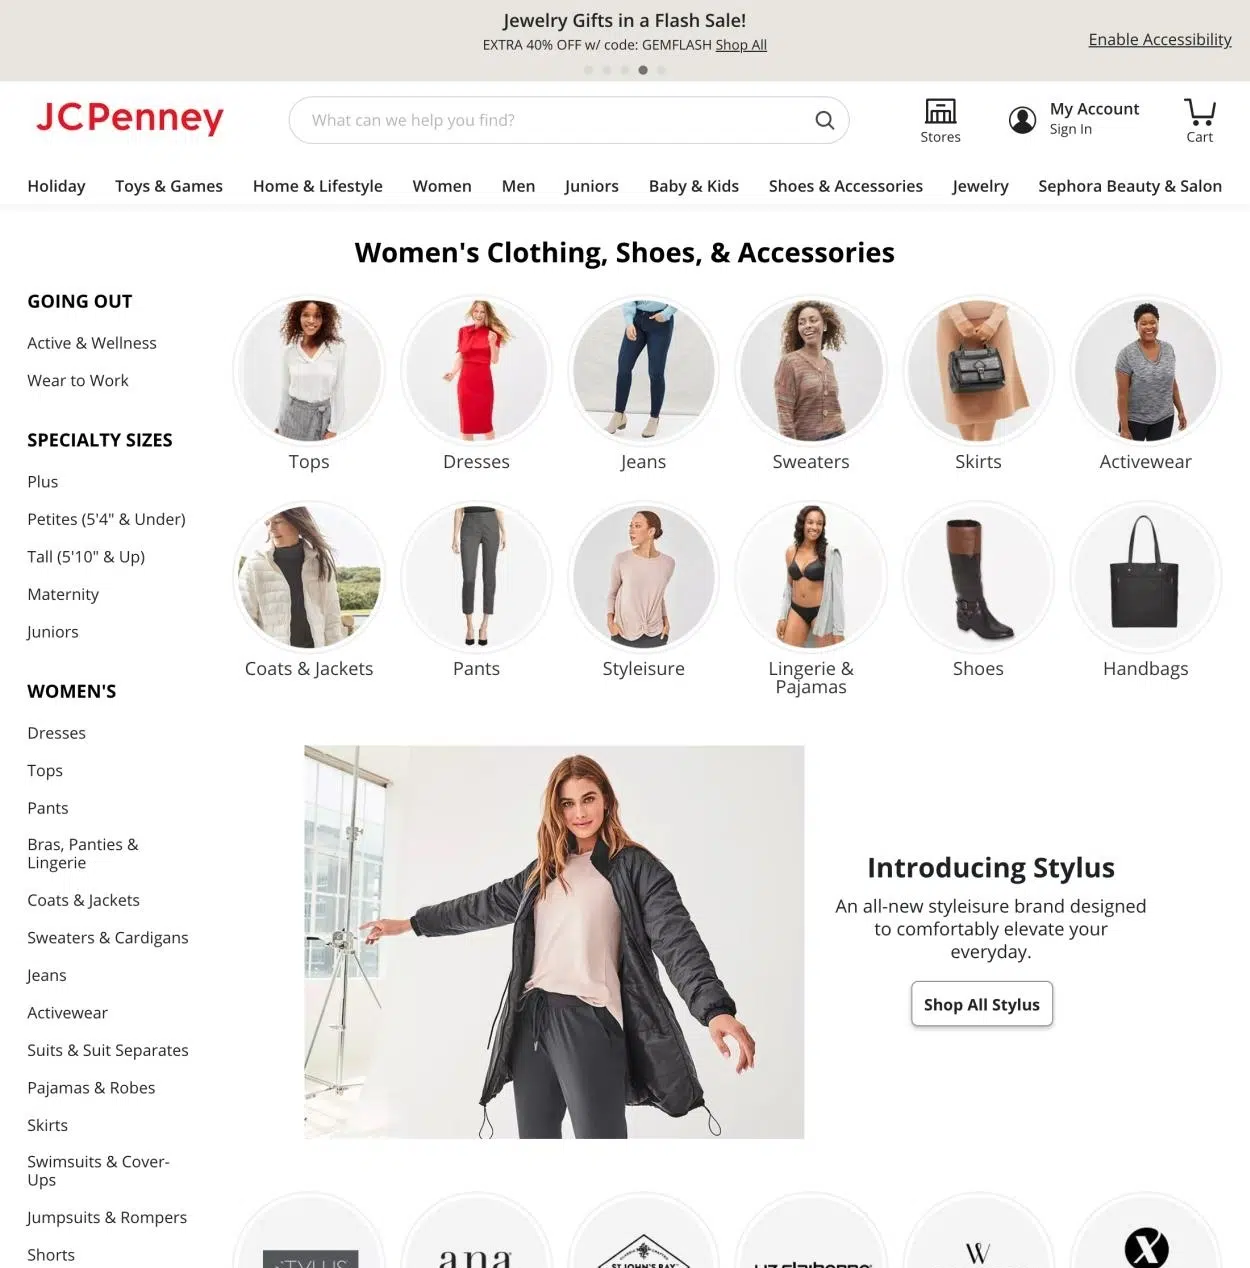 Jewelry Gifts in a Flash Sale!
EXTRA 40% OFF w/ code: GEMFLASH Shop All
Enable Accessibility
JCPenney
What can we help you find?
Stores
My Account
Sign In
Cart
Holiday
Toys & Games
Home & Lifestyle
Women
Men
Juniors
Baby & Kids
Shoes & Accessories
Jewelry
Sephora Beauty & Salon
Women's Clothing, Shoes, & Accessories
GOING OUT
Active & Wellness
Wear to Work
SPECIALTY SIZES
Plus
Petites (5'4" & Under)
Tall (5'10" & Up)
Maternity
Juniors
WOMEN'S
Dresses
Tops
Pants
Bras, Panties &
Lingerie
Coats & Jackets
Sweaters & Cardigans
Jeans
Activewear
Suits & Suit Separates
Pajamas & Robes
Skirts
Swimsuits & Cover-
Ups
Jumpsuits & Rompers
Shorts
Tops
Dresses
Jeans
Sweaters
Skirts
Activewear
Coats & Jackets
Pants
Styleisure
Lingerie &
Pajamas
Shoes
Handbags
Introducing Stylus
An all-new styleisure brand designed
to comfortably elevate your
everyday.
Shop All Stylus
STYLUS
ana
ST JOHN'S BAY
liz claiborne
W
X